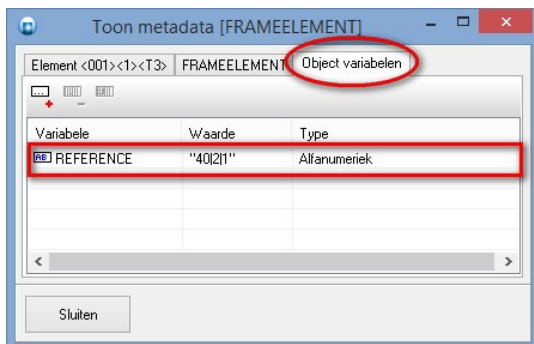 Toon metadata [FRAMEELEMENT]
Element <001><1><T3> FRAMEELEMENT Object variabelen
Variabele Waarde Type
REFERENCE "40|2|1" Alfanumeriek
Sluiten